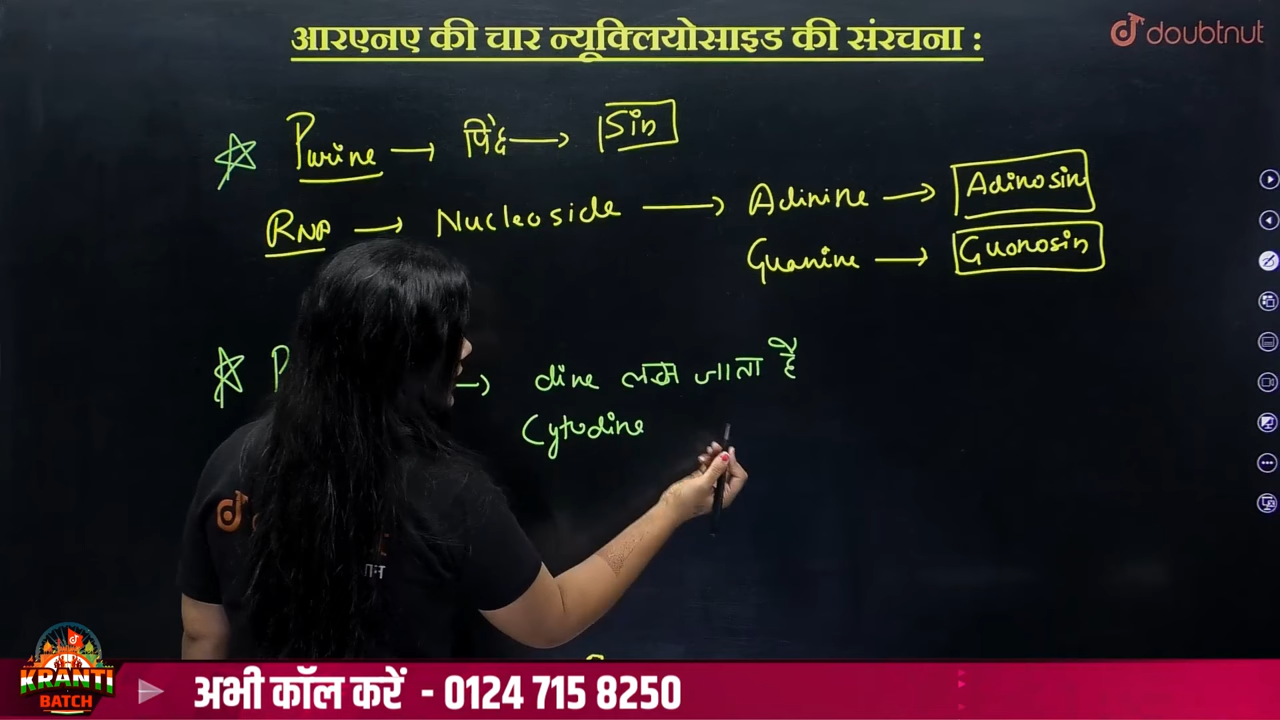 आरएनए की चार न्यूक्लियोसाइड की संरचना :
doubtnut
Purine → → Sin
RNA → Nucleoside → Adinine → Adinosin
Guanine → Guonosin
P → dine लग जाता है
Cytodine
KRANTI
BATCH
अभी कॉल करें - 0124 715 8250